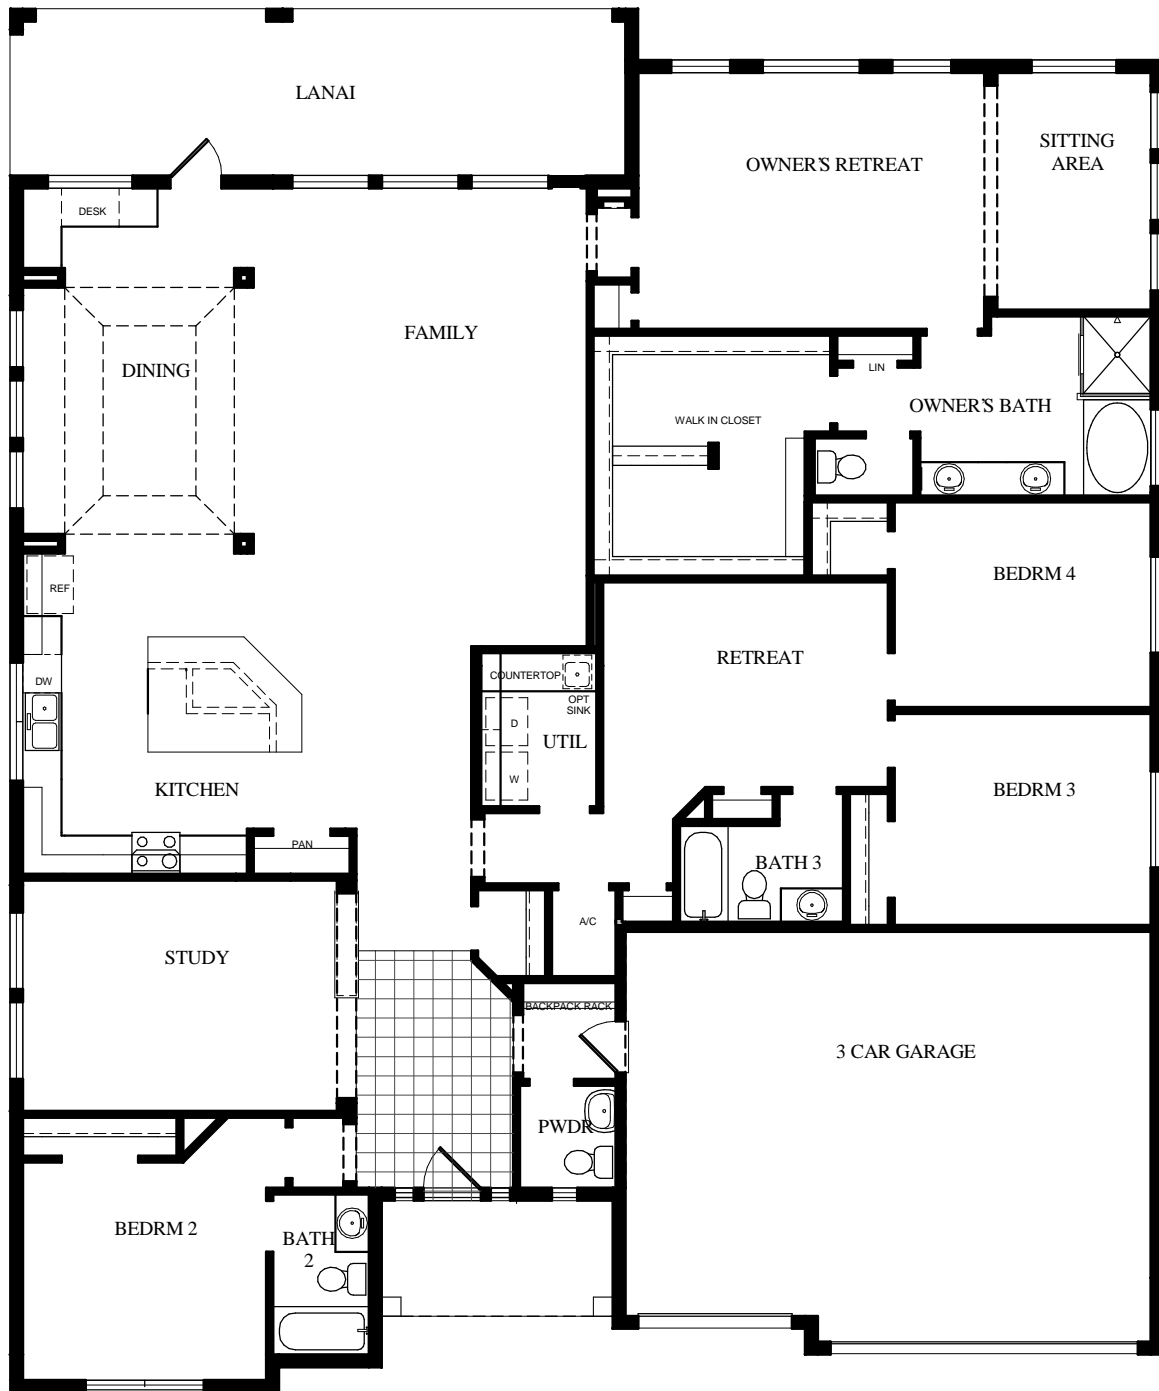 LANAI
OWNER'S RETREAT
SITTING
AREA
DESK
FAMILY
DINING
LIN
OWNER'S BATH
WALK IN CLOSET
REF
BEDRM 4
RETREAT
COUNTERTOP
DW
OPT
SINK
D
UTIL
W
KITCHEN
BEDRM 3
PAN
BATH 3
A/C
STUDY
BACKPACK RACK
3 CAR GARAGE
PWDR
BEDRM 2
BATH
2